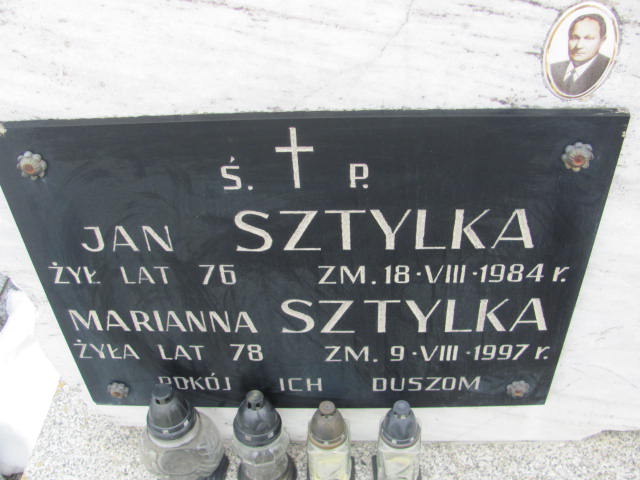 Ś. P.
JAN SZTYLKA
ŻYŁ LAT 76 ZM. 18·VIII·1984 r.
MARIANNA SZTYLKA
ŻYŁA LAT 78 ZM. 9·VIII·1997 r.
POKÓJ ICH DUSZOM